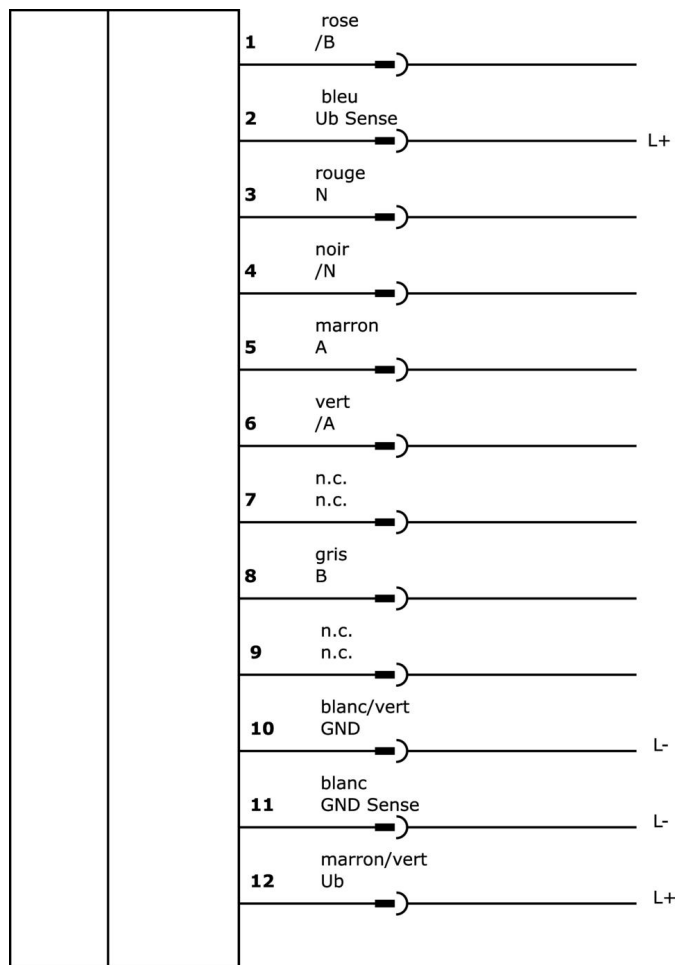 rose
1 /B
bleu
2 Ub Sense
L+
rouge
3 N
noir
4 /N
marron
5 A
vert
6 /A
n.c.
7 n.c.
gris
8 B
n.c.
9 n.c.
blanc/vert
10 GND
L-
blanc
11 GND Sense
L-
marron/vert
12 Ub
L+